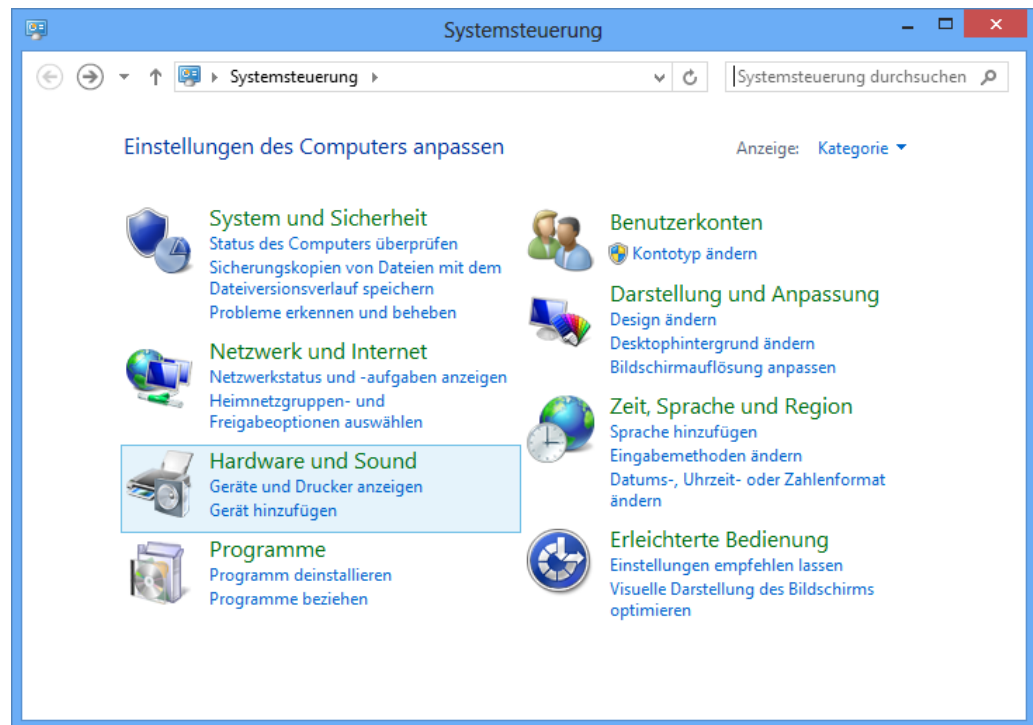 Systemsteuerung
Systemsteuerung
Systemsteuerung durchsuchen
Einstellungen des Computers anpassen
Anzeige: Kategorie
System und Sicherheit
Status des Computers überprüfen
Sicherungskopien von Dateien mit dem
Dateiversionsverlauf speichern
Probleme erkennen und beheben
Netzwerk und Internet
Netzwerkstatus und -aufgaben anzeigen
Heimnetzgruppen- und
Freigabeoptionen auswählen
Hardware und Sound
Geräte und Drucker anzeigen
Gerät hinzufügen
Programme
Programm deinstallieren
Programme beziehen
Benutzerkonten
Kontotyp ändern
Darstellung und Anpassung
Design ändern
Desktophintergrund ändern
Bildschirmauflösung anpassen
Zeit, Sprache und Region
Sprache hinzufügen
Eingabemethoden ändern
Datums-, Uhrzeit- oder Zahlenformat
ändern
Erleichterte Bedienung
Einstellungen empfehlen lassen
Visuelle Darstellung des Bildschirms
optimieren